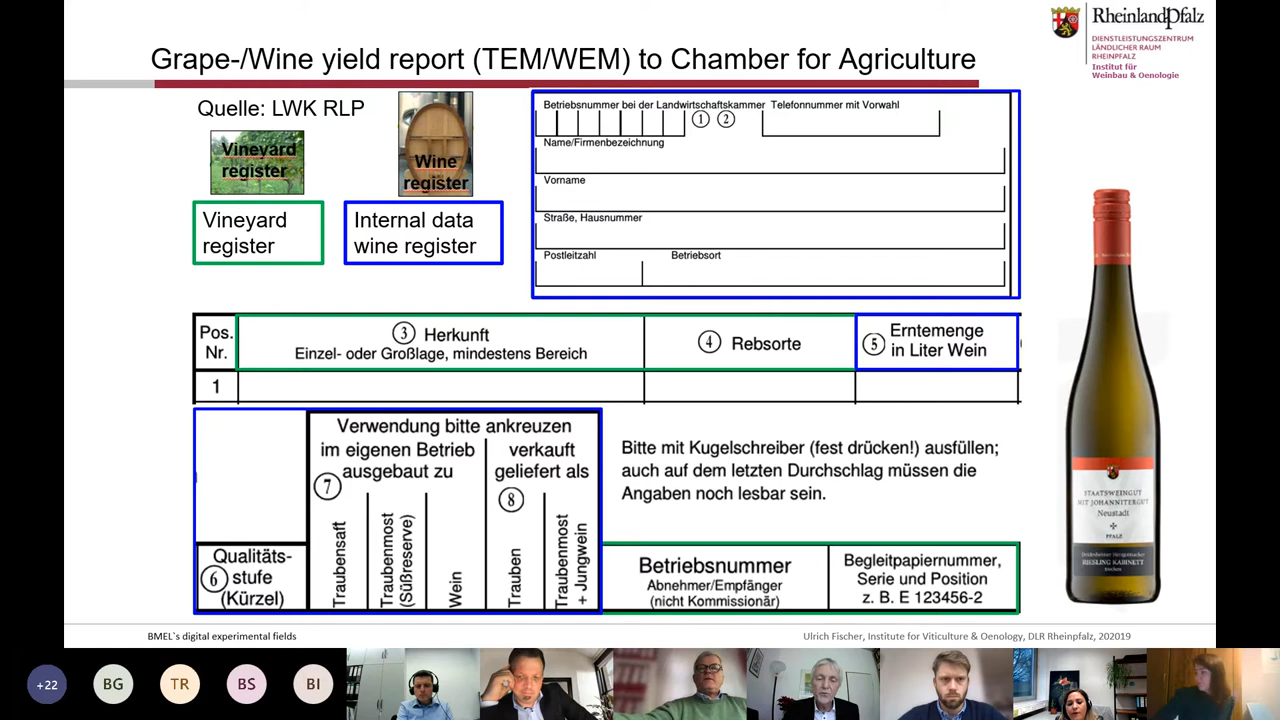 Grape-/Wine yield report (TEM/WEM) to Chamber for Agriculture
RheinlandPfalz
DIENSTLEISTUNGSZENTRUM
LÄNDLICHER RAUM
RHEINPFALZ
Institut für
Weinbau & Oenologie
Quelle: LWK RLP
Vineyard
register
Wine
register
Vineyard
register
Internal data
wine register
Betriebsnummer bei der Landwirtschaftskammer Telefonnummer mit Vorwahl
1 2
Name/Firmenbezeichnung
Vorname
Straße, Hausnummer
Postleitzahl Betriebsort
Pos.
Nr.
3 Herkunft
Einzel- oder Großlage, mindestens Bereich
4 Rebsorte
5 Erntemenge
in Liter Wein
1
Verwendung bitte ankreuzen
im eigenen Betrieb
ausgebaut zu
7
verkauft
geliefert als
8
Qualitäts-
6 stufe
(Kürzel)
Traubensaft
Traubenmost
(Süßreserve)
Wein
Trauben
Traubenmost
+ Jungwein
Bitte mit Kugelschreiber (fest drücken!) ausfüllen;
auch auf dem letzten Durchschlag müssen die
Angaben noch lesbar sein.
Betriebsnummer
Abnehmer/Empfänger
(nicht Kommissionär)
Begleitpapiernummer,
Serie und Position
z. B. E 123456-2
STAATSWEINGUT
MIT JOHANNITERGUT
Neustadt
PFALZ
RIESLING KABINETT
BMEL`s digital experimental fields
Ulrich Fischer, Institute for Viticulture & Oenology, DLR Rheinpfalz, 202019
+22
BG
TR
BS
BI